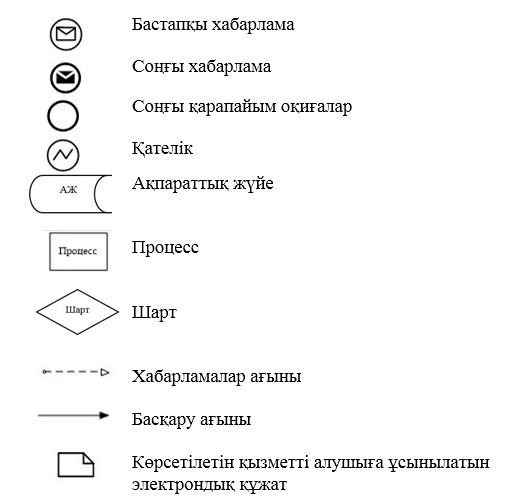 Бастапқы хабарлама
Соңғы хабарлама
Соңғы қарапайым оқиғалар
Қателік
АЖ
Ақпараттық жүйе
Процесс
Процесс
Шарт
Шарт
Хабарламалар ағыны
Басқару ағыны
Көрсетілетін қызметті алушыға ұсынылатын
электрондық құжат